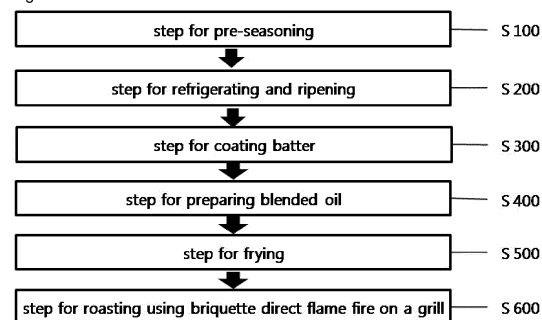 step for pre-seasoning S 100
step for refrigerating and ripening S 200
step for coating batter S 300
step for preparing blended oil S 400
step for frying S 500
step for roasting using briquette direct flame fire on a grill S 600